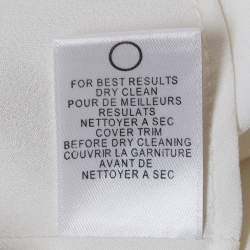 FOR BEST RESULTS
DRY CLEAN
POUR DE MEILLEURS
RESULATS
NETTOYER A SEC
COVER TRIM
BEFORE DRY CLEANING
COUVRIR LA GARNITURE
AVANT DE
NETTOYER A SEC